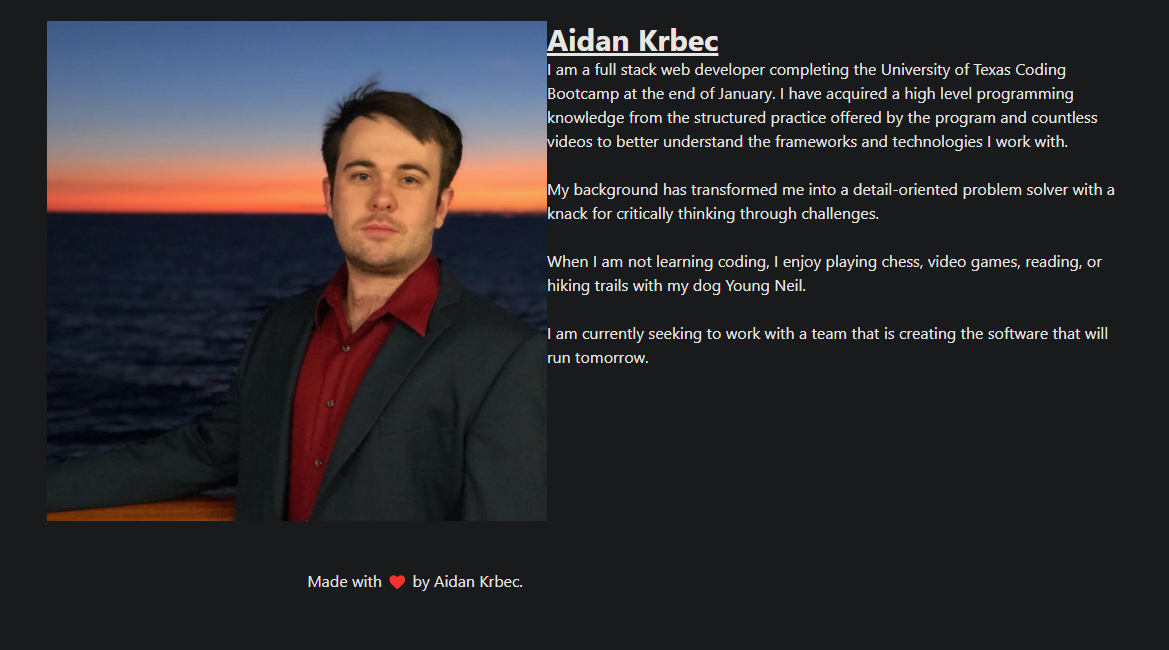 Aidan Krbec
I am a full stack web developer completing the University of Texas Coding
Bootcamp at the end of January. I have acquired a high level programming
knowledge from the structured practice offered by the program and countless
videos to better understand the frameworks and technologies I work with.
My background has transformed me into a detail-oriented problem solver with a
knack for critically thinking through challenges.
When I am not learning coding, I enjoy playing chess, video games, reading, or
hiking trails with my dog Young Neil.
I am currently seeking to work with a team that is creating the software that will
run tomorrow.
Made with ❤️ by Aidan Krbec.